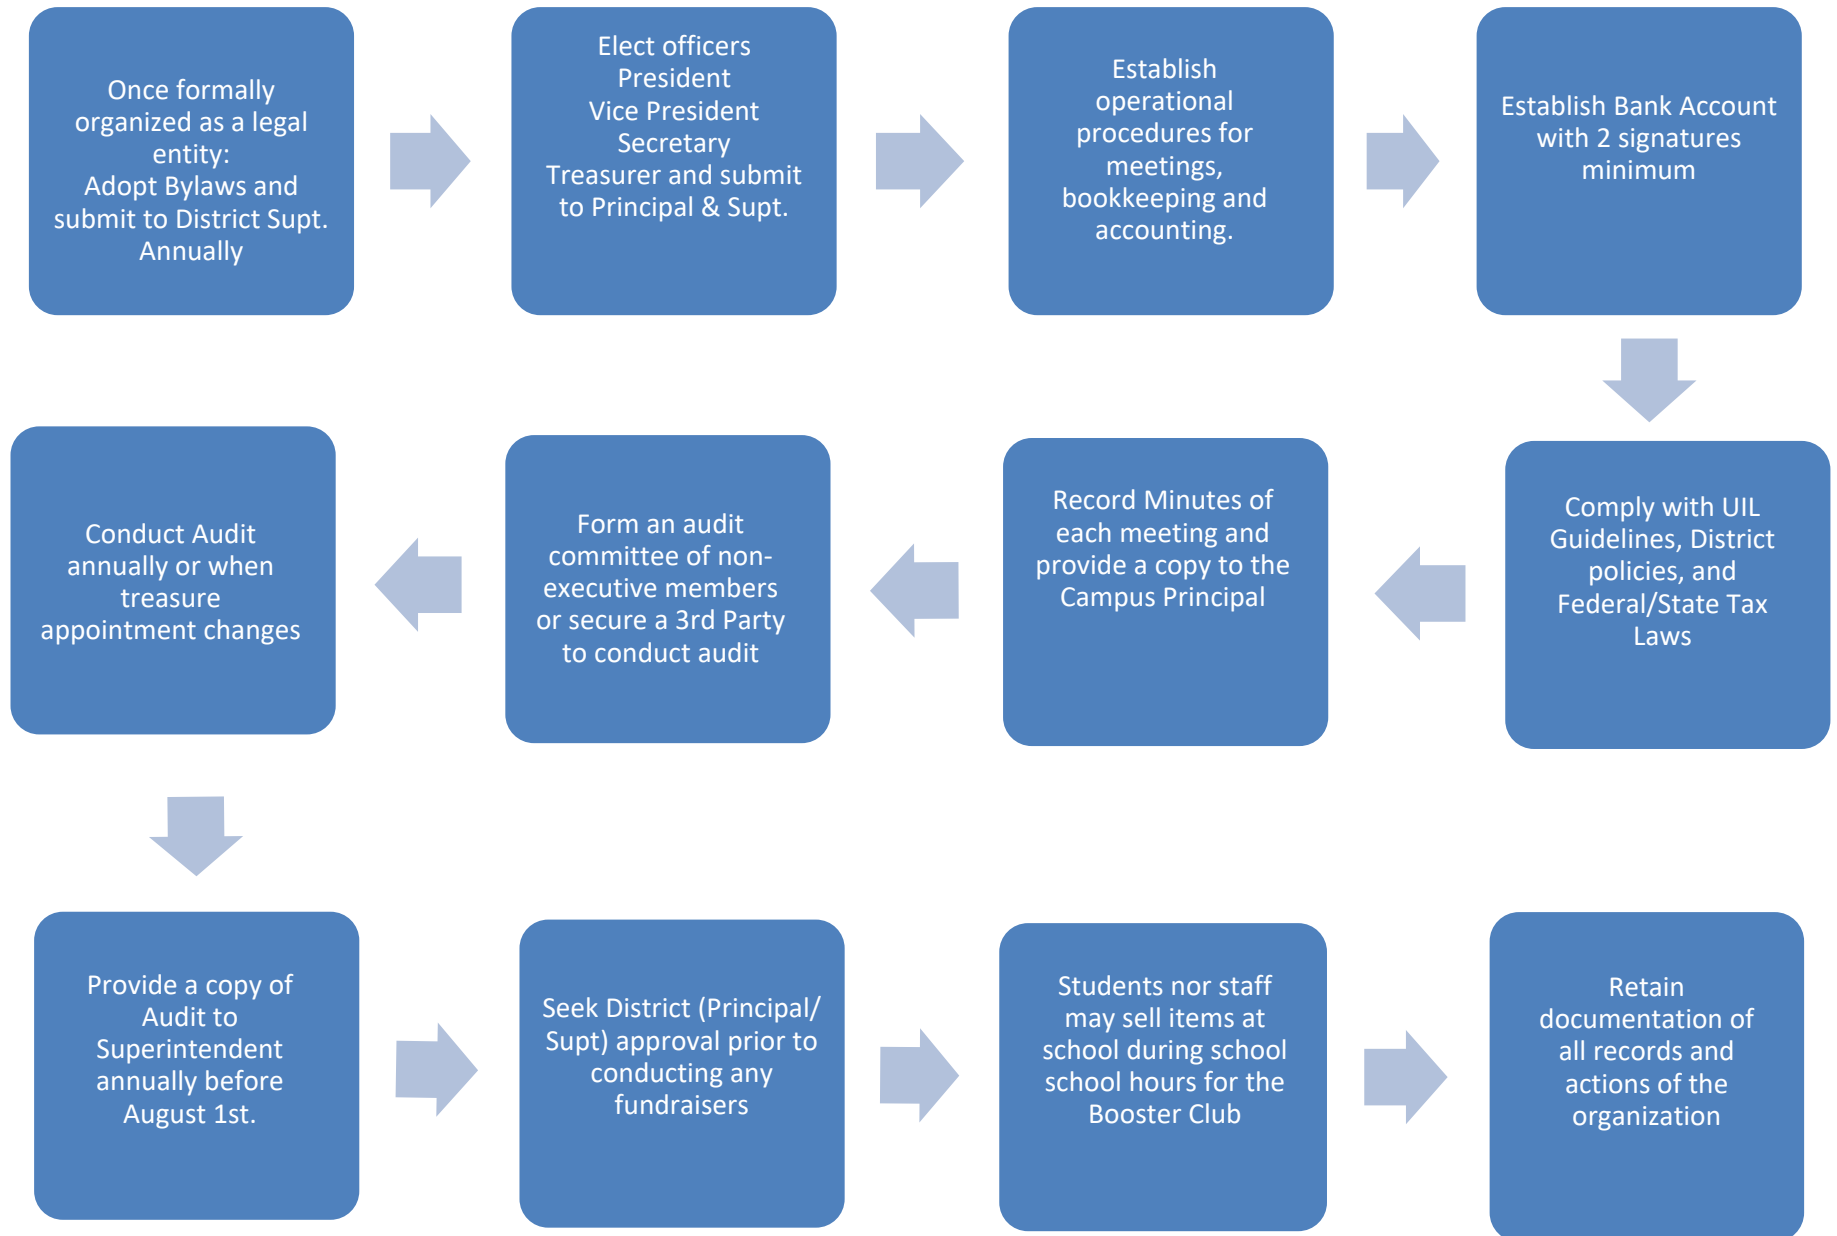 Once formally
organized as a legal
entity:
Adopt Bylaws and
submit to District Supt.
Annually
Elect officers
President
Vice President
Secretary
Treasurer and submit
to Principal & Supt.
Establish
operational
procedures for
meetings,
bookkeeping and
accounting.
Establish Bank Account
with 2 signatures
minimum
Comply with UIL
Guidelines, District
policies, and
Federal/State Tax
Laws
Record Minutes of
each meeting and
provide a copy to the
Campus Principal
Form an audit
committee of non-
executive members
or secure a 3rd Party
to conduct audit
Conduct Audit
annually or when
treasure
appointment changes
Provide a copy of
Audit to
Superintendent
annually before
August 1st.
Seek District (Principal/
Supt) approval prior to
conducting any
fundraisers
Students nor staff
may sell items at
school during school
school hours for the
Booster Club
Retain
documentation of
all records and
actions of the
organization